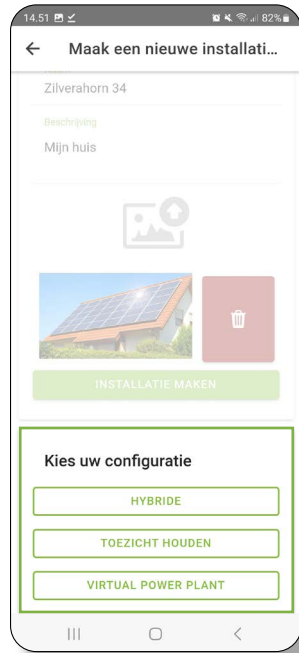 14.51 82%
Maak een nieuwe installati...
Zilverahorn 34
Beschrijving
Mijn huis
INSTALLATIE MAKEN
Kies uw configuratie
HYBRIDE
TOEZICHT HOUDEN
VIRTUAL POWER PLANT